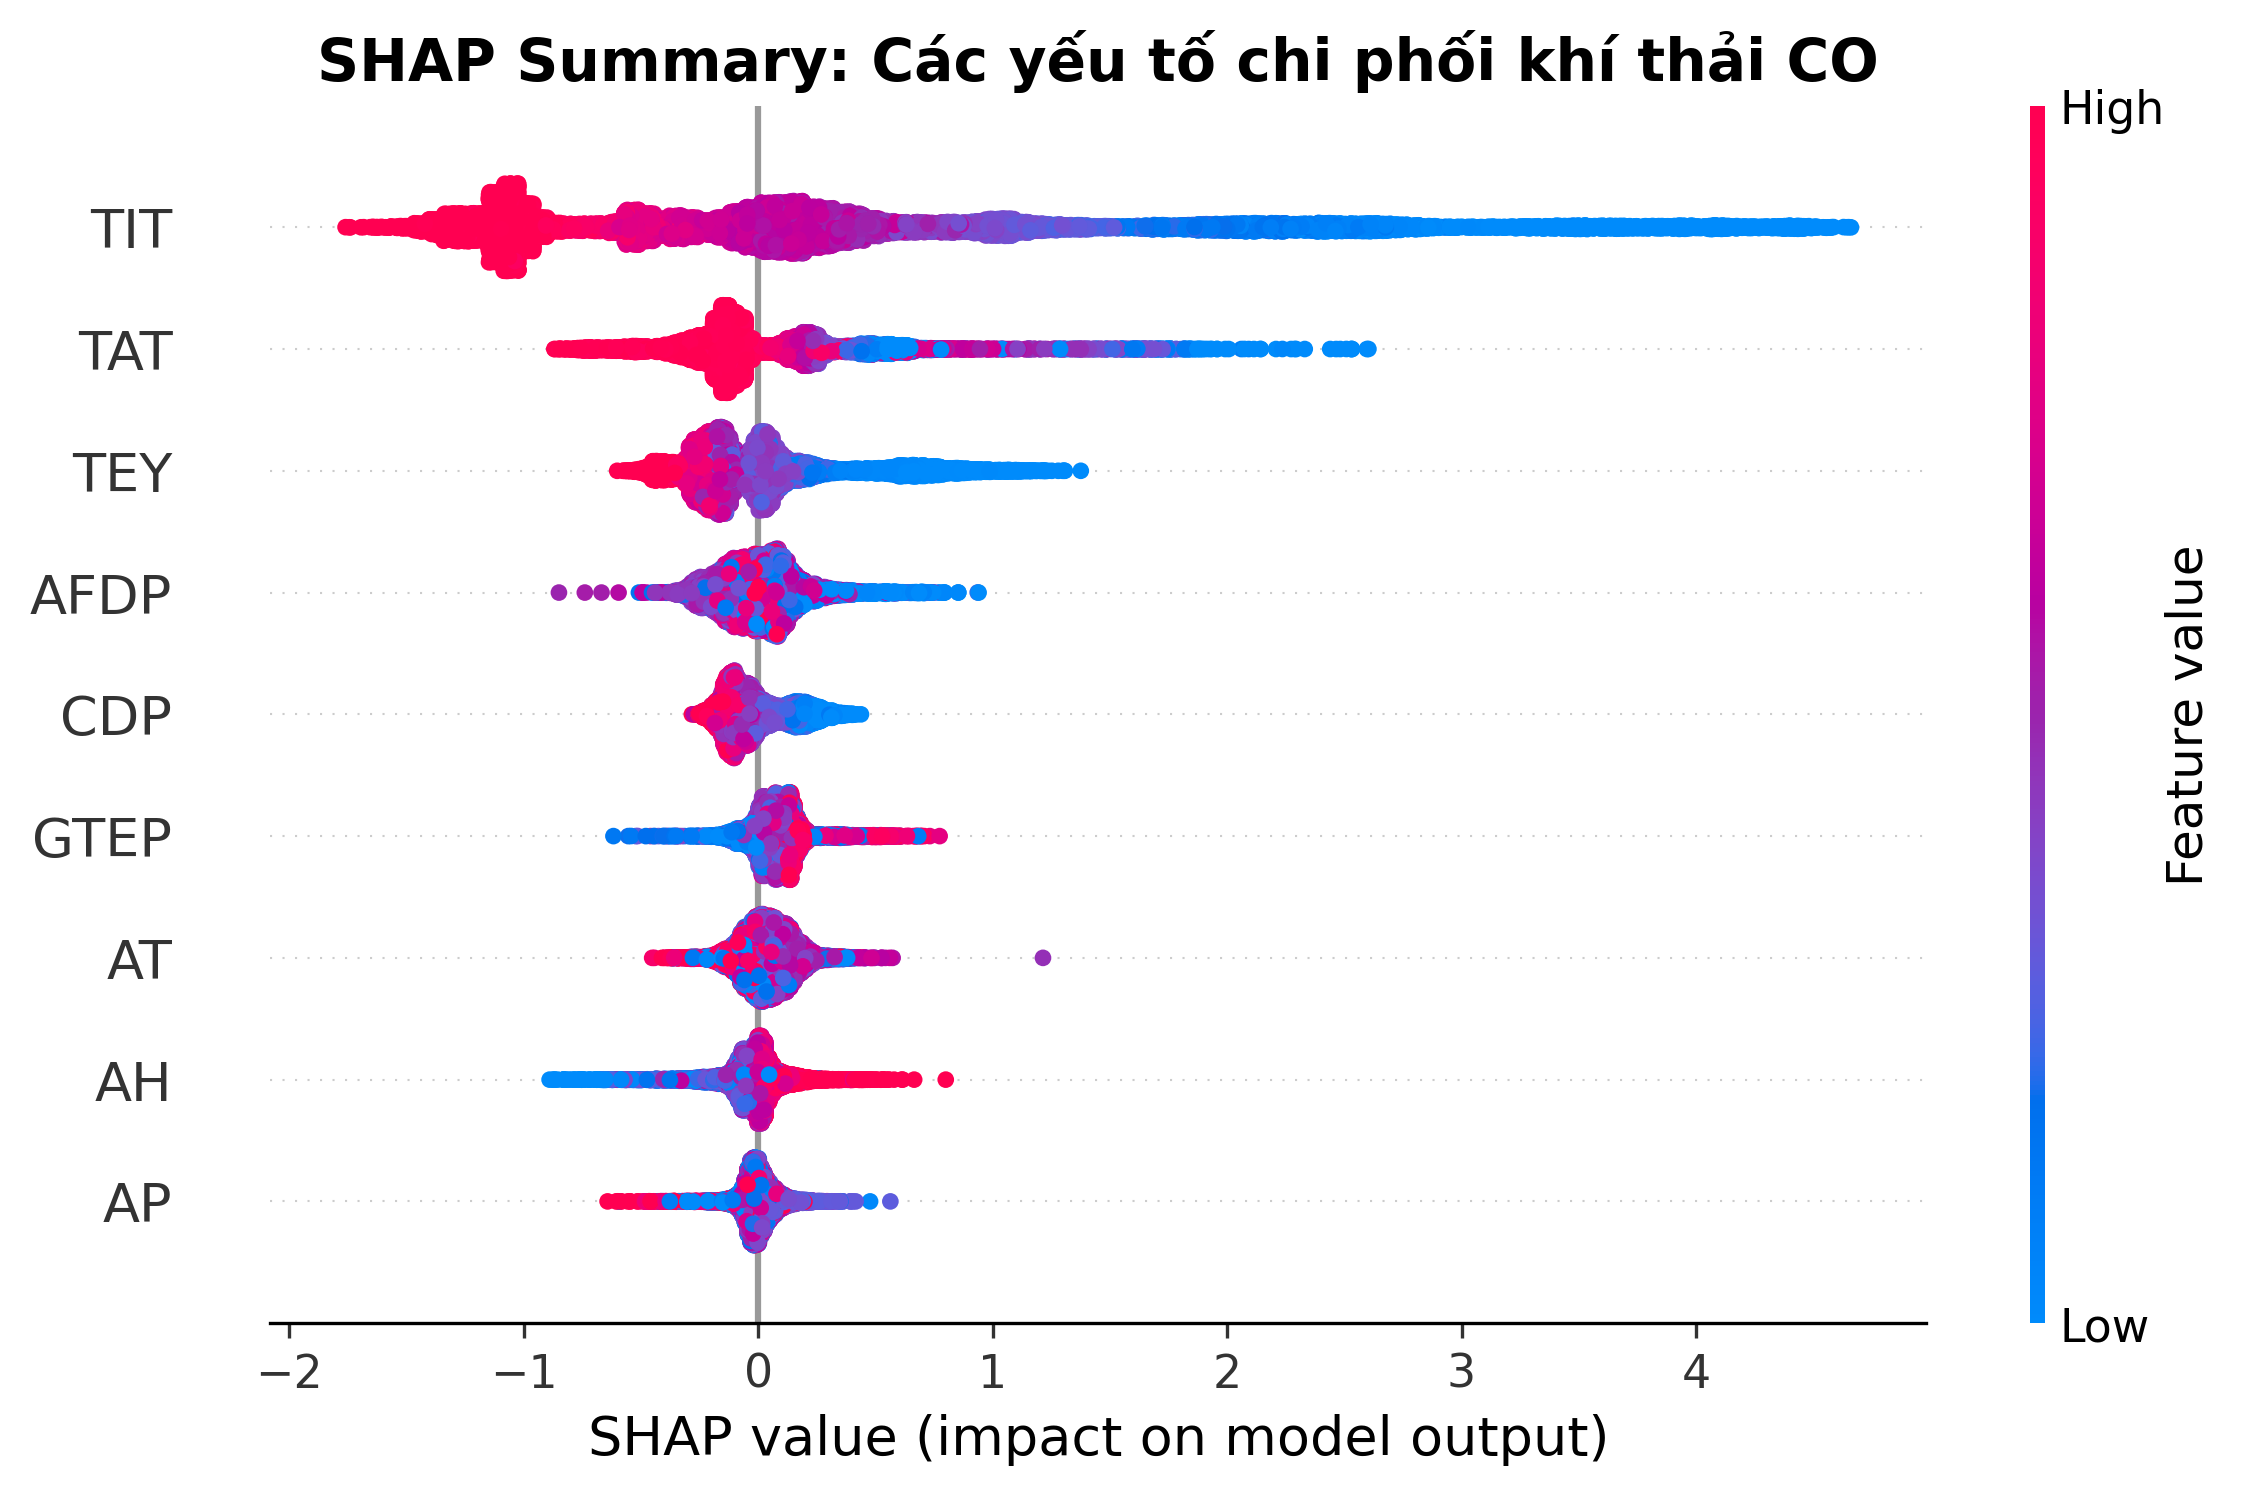 SHAP Summary: Các yếu tố chi phối khí thải CO
High
TIT
TAT
TEY
AFDP
CDP
GTEP
AT
AH
AP
Feature value
Low
−2
−1
0
1
2
3
4
SHAP value (impact on model output)